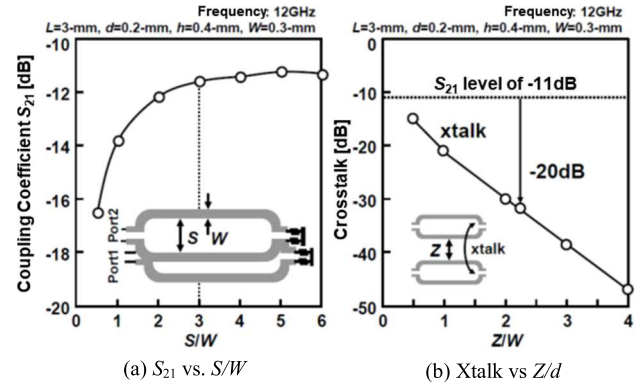 Frequency: 12GHz
L=3-mm, d=0.2-mm, h=0.4-mm, W=0.3-mm
Coupling Coefficient S21 [dB]
-10
-12
-14
-16
-18
-20
Port2
Port1
S
W
0 1 2 3 4 5 6
S/W
(a) S21 vs. S/W
Frequency: 12GHz
L=3-mm, d=0.2-mm, h=0.4-mm, W=0.3-mm
Crosstalk [dB]
0
-10
-20
-30
-40
-50
S21 level of -11dB
xtalk
-20dB
Z
xtalk
0 1 2 3 4
Z/W
(b) Xtalk vs Z/d